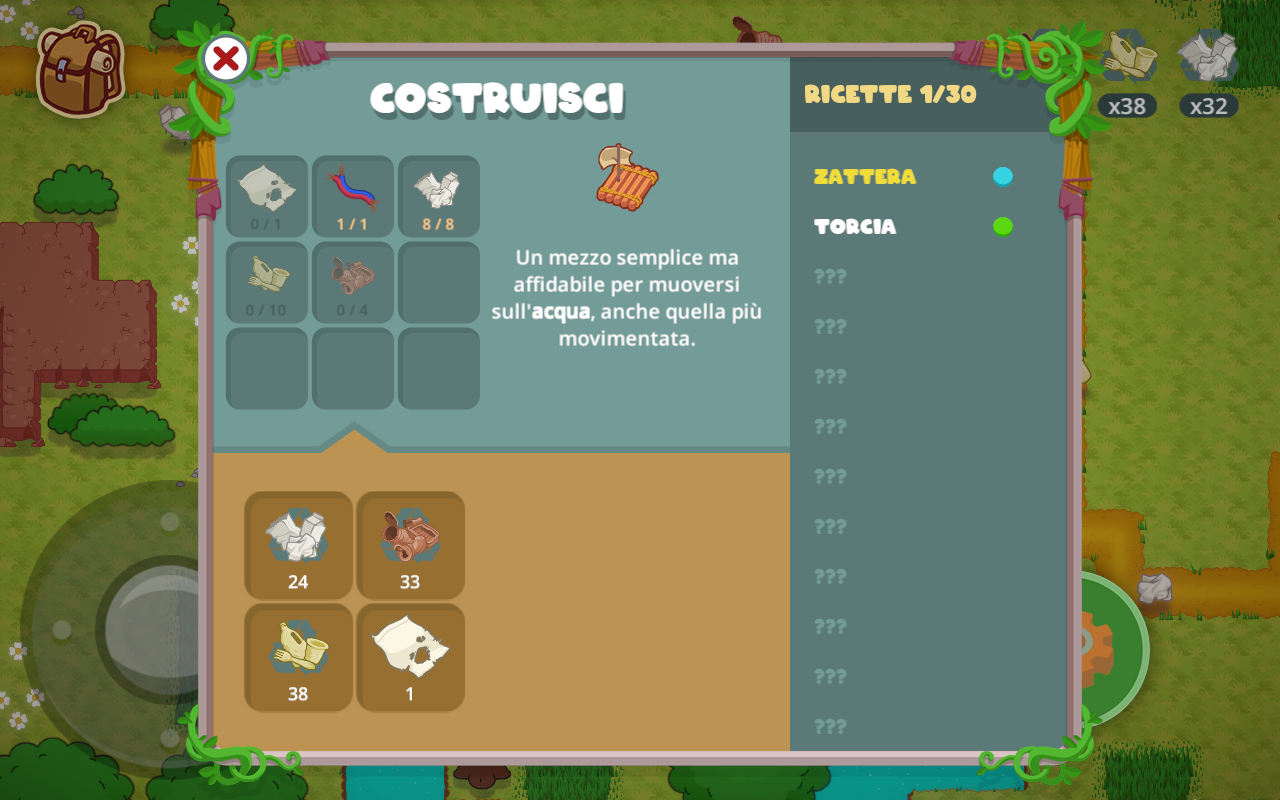 COSTRUISCI
RICETTE 1/30
x38
x32
0 / 1
1 / 1
8 / 8
0 / 10
0 / 4
Un mezzo semplice ma
affidabile per muoversi
sull'acqua, anche quella più
movimentata.
24
33
38
1
ZATTERA
TORCIA
???
???
???
???
???
???
???
???
???
???